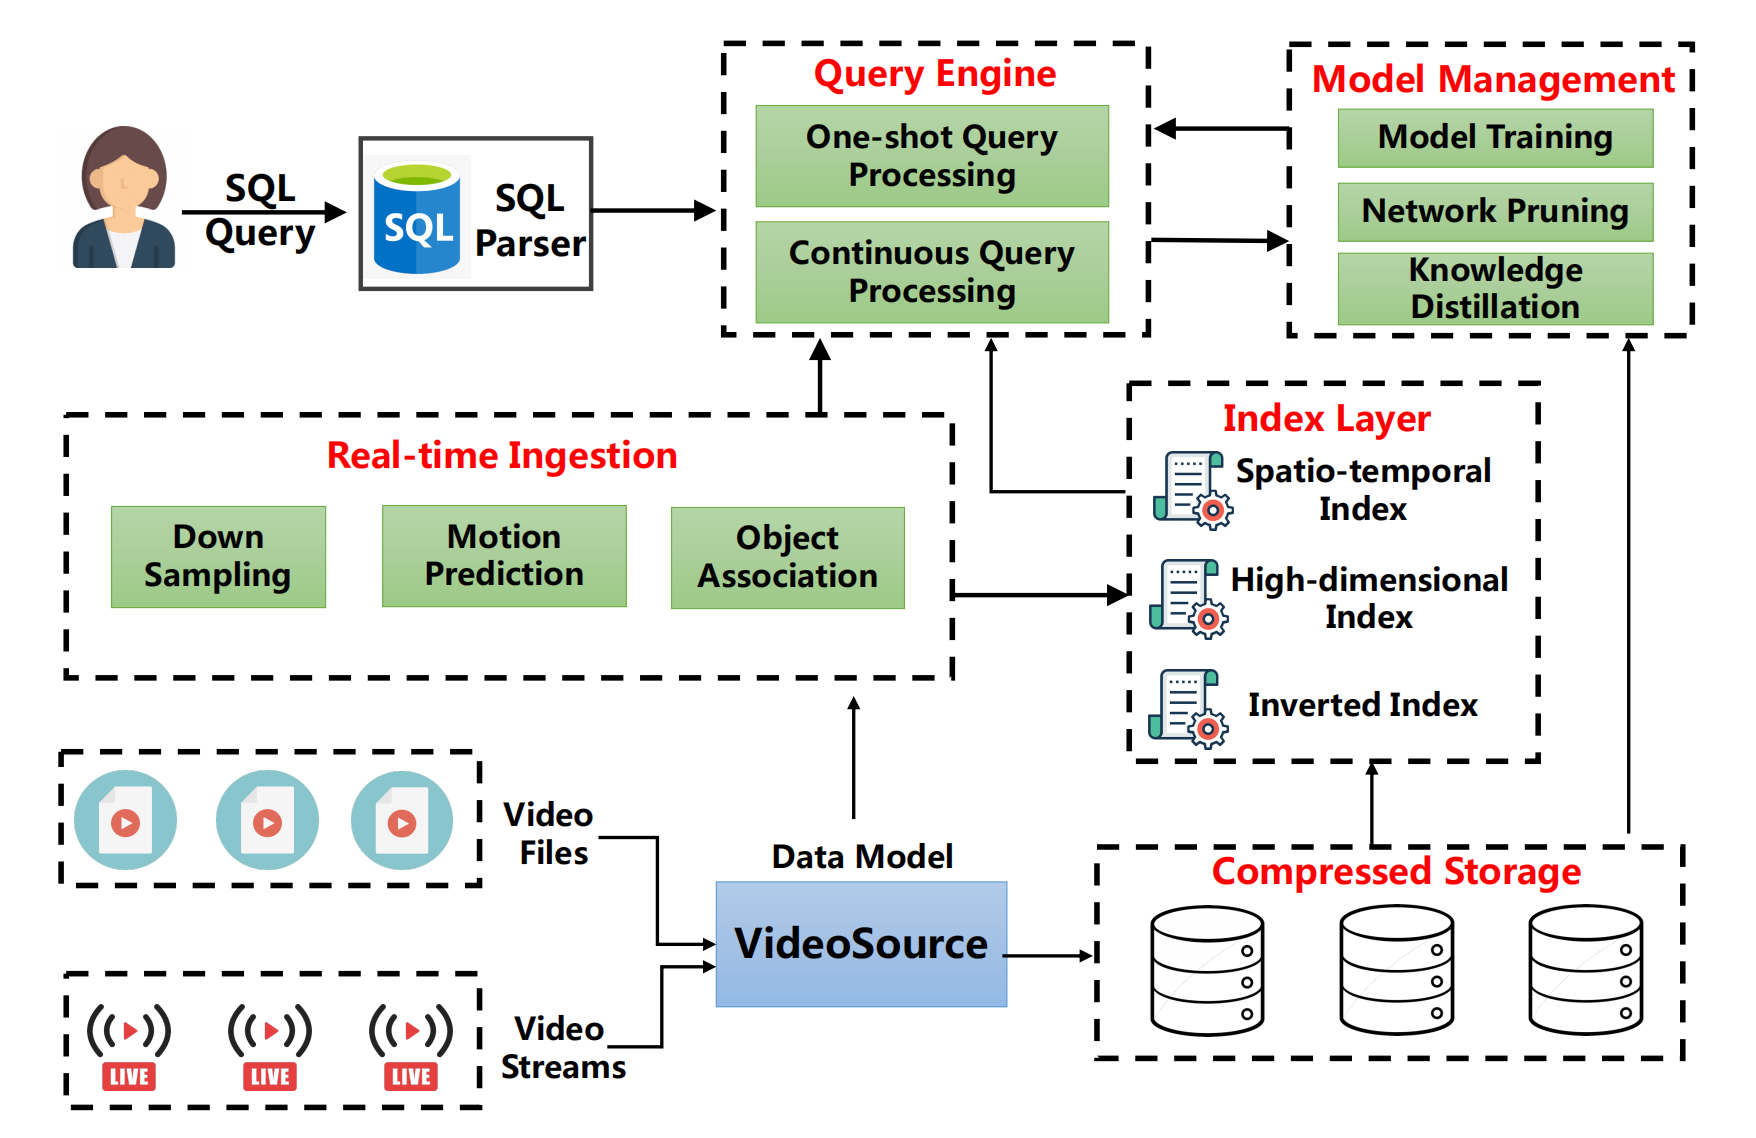 Query Engine
One-shot Query
Processing
Continuous Query
Processing
Model Management
Model Training
Network Pruning
Knowledge
Distillation
SQL
Query
SQL
SQL
Parser
Real-time Ingestion
Down
Sampling
Motion
Prediction
Object
Association
Index Layer
Spatio-temporal
Index
High-dimensional
Index
Inverted Index
Video
Files
Data Model
VideoSource
Compressed Storage
LIVE
LIVE
LIVE
Video
Streams